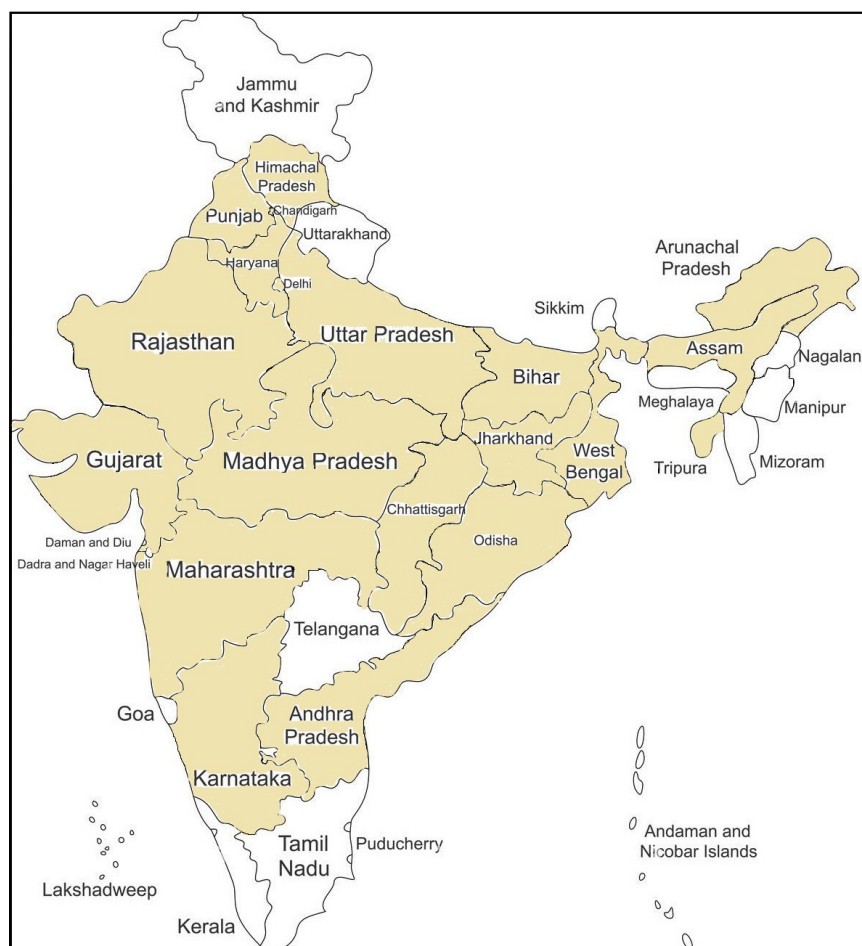 Jammu
and Kashmir
Himachal
Pradesh
Punjab
Chandigarh
Uttarakhand
Haryana
Delhi
Arunachal
Pradesh
Sikkim
Rajasthan
Uttar Pradesh
Assam
Nagalan
Bihar
Meghalaya
Manipur
Jharkhand
West
Bengal
Tripura
Mizoram
Gujarat
Madhya Pradesh
Chhattisgarh
Odisha
Daman and Diu
Dadra and Nagar Haveli
Maharashtra
Telangana
Goa
Andhra
Pradesh
Karnataka
Tamil
Nadu
Puducherry
Andaman and
Nicobar Islands
Lakshadweep
Kerala